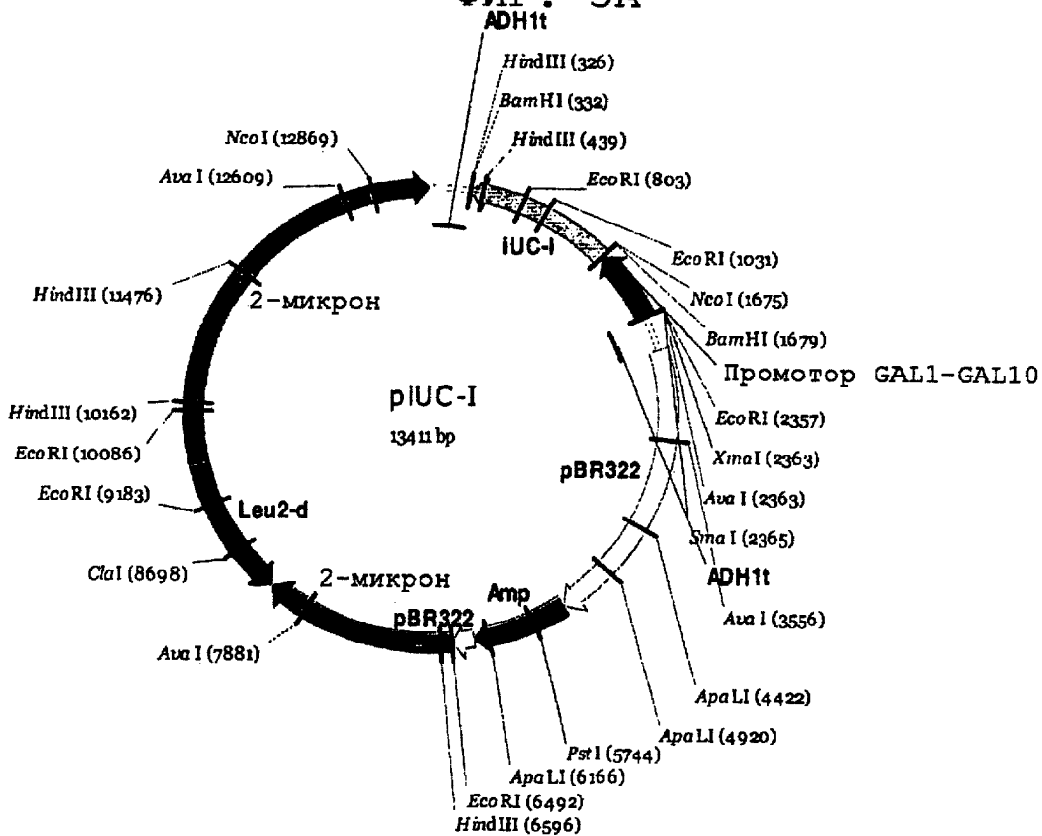 ADH1t
HindIII (326)
BamHI (332)
HindIII (439)
EcoRI (803)
iUC-I
EcoRI (1031)
NcoI (1675)
BamHI (1679)
Промотор GAL1-GAL10
EcoRI (2357)
XmaI (2363)
AvaI (2363)
SmaI (2365)
ADH1t
AvaI (3556)
pBR322
ApaLI (4422)
ApaLI (4920)
PstI (5744)
Amp
ApaLI (6166)
EcoRI (6492)
HindIII (6596)
pBR322
2-микрон
AvaI (7881)
ClaI (8698)
Leu2-d
EcoRI (9183)
EcoRI (10086)
HindIII (10162)
HindIII (11476)
2-микрон
AvaI (12609)
NcoI (12869)
pIUC-I
13411 bp